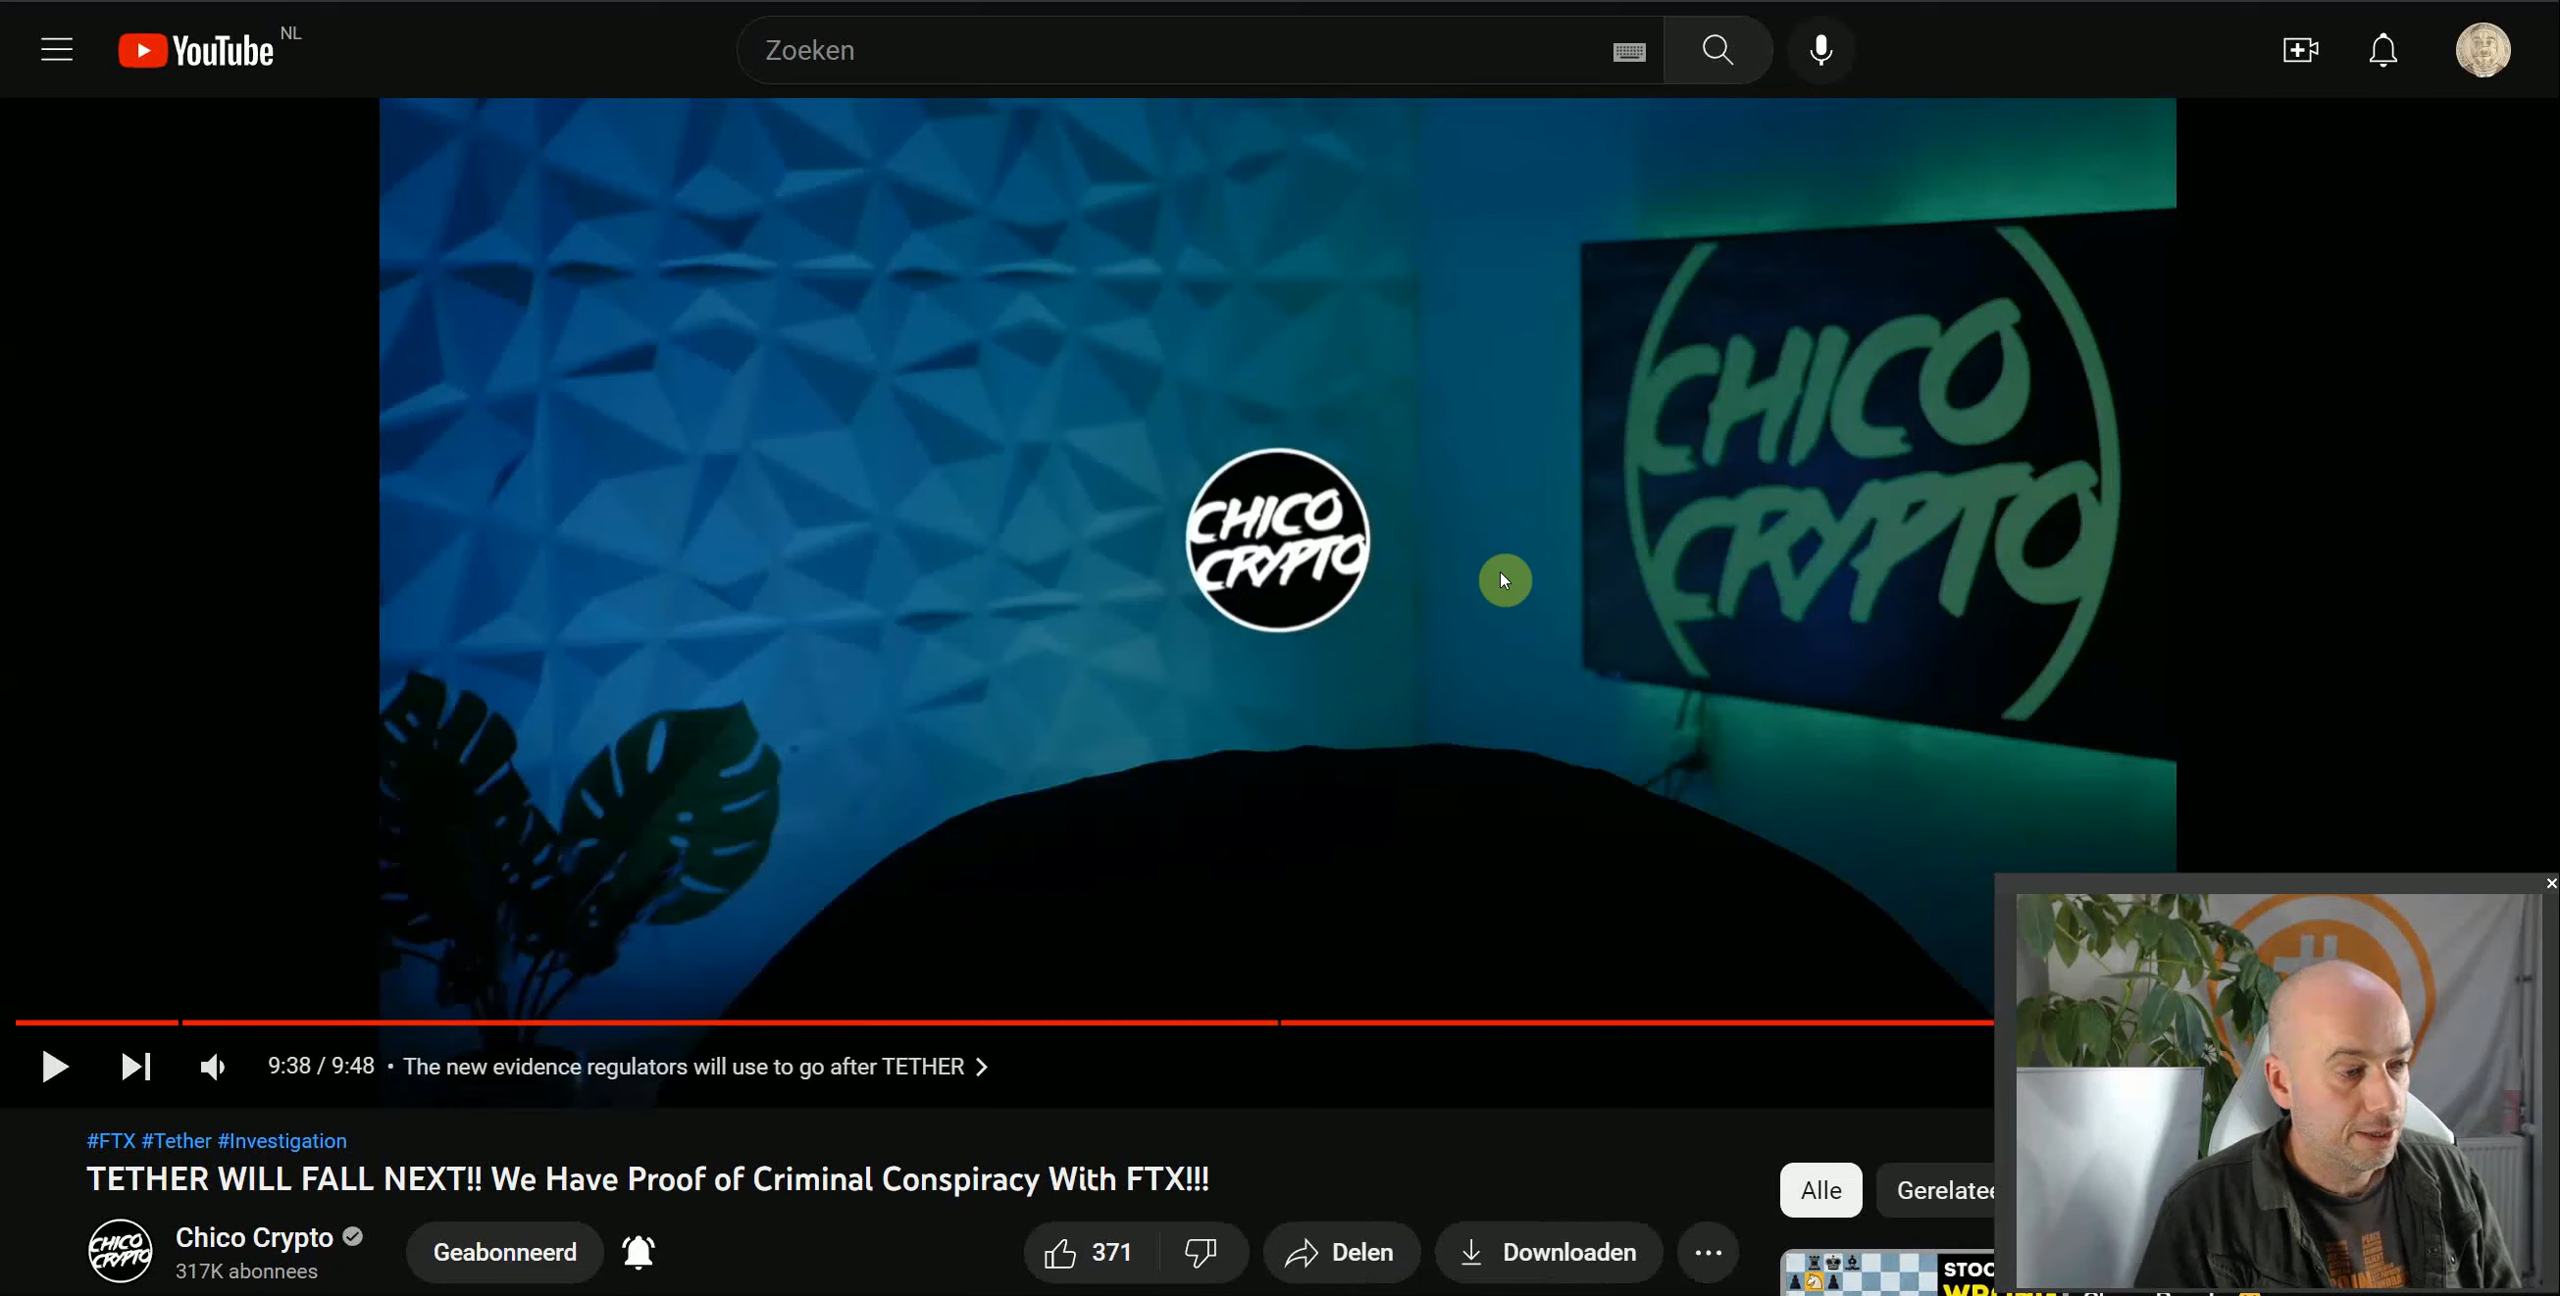 YouTube NL
Zoeken
CHICO
CRYPTO
CHICO
CRYPTO
9:38 / 9:48 • The new evidence regulators will use to go after TETHER
#FTX #Tether #Investigation
TETHER WILL FALL NEXT!! We Have Proof of Criminal Conspiracy With FTX!!!
Alle
CHICO
CRYPTO
Chico Crypto
317K abonnees
Geabonneerd
371
Delen
Downloaden